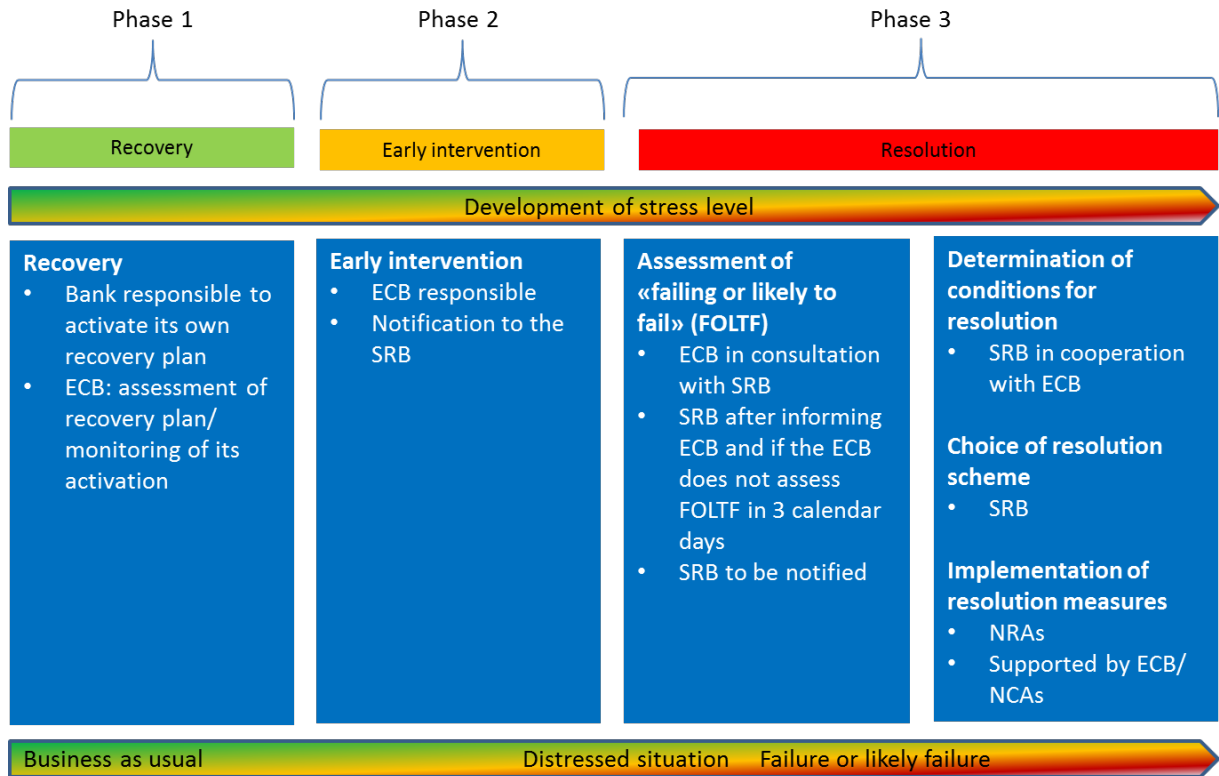 Phase 1
Phase 2
Phase 3
Recovery
Early intervention
Resolution
Development of stress level
Recovery
• Bank responsible to
activate its own
recovery plan
• ECB: assessment of
recovery plan/
monitoring of its
activation
Early intervention
• ECB responsible
• Notification to the
SRB
Assessment of
«failing or likely to
fail» (FOLTF)
• ECB in consultation
with SRB
• SRB after informing
ECB and if the ECB
does not assess
FOLTF in 3 calendar
days
• SRB to be notified
Determination of
conditions for
resolution
• SRB in cooperation
with ECB
Choice of resolution
scheme
• SRB
Implementation of
resolution measures
• NRAs
• Supported by ECB/
NCAs
Business as usual
Distressed situation
Failure or likely failure